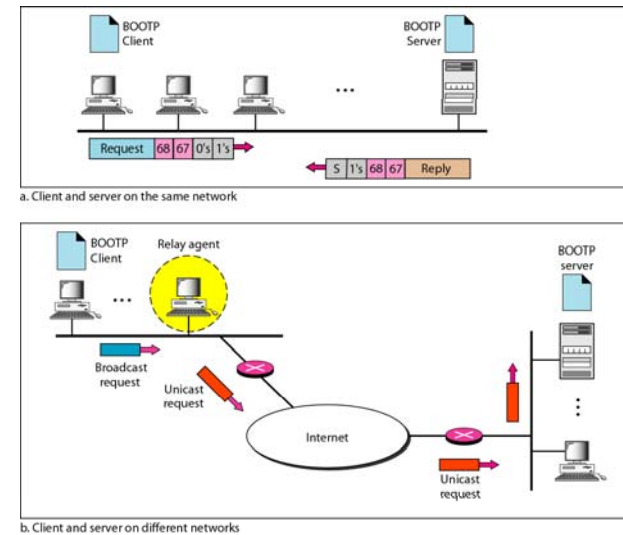 BOOTP
Client
BOOTP
Server
...
Request 68 67 0's 1's
S 1's 68 67 Reply
a. Client and server on the same network
BOOTP
Client
Relay agent
BOOTP
server
...
Broadcast
request
Unicast
request
Internet
Unicast
request
b. Client and server on different networks